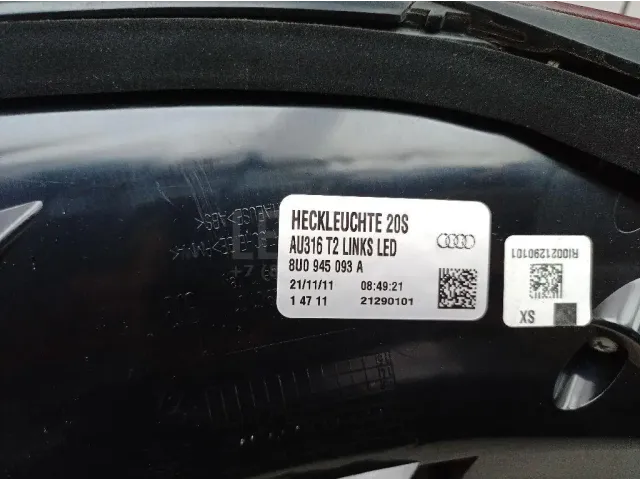 HECKLEUCHTE 20S
AU316 T2 LINKS LED
8U0 945 093 A
21/11/11 08:49:21
1 47 11 21290101
RI0021290101
SX